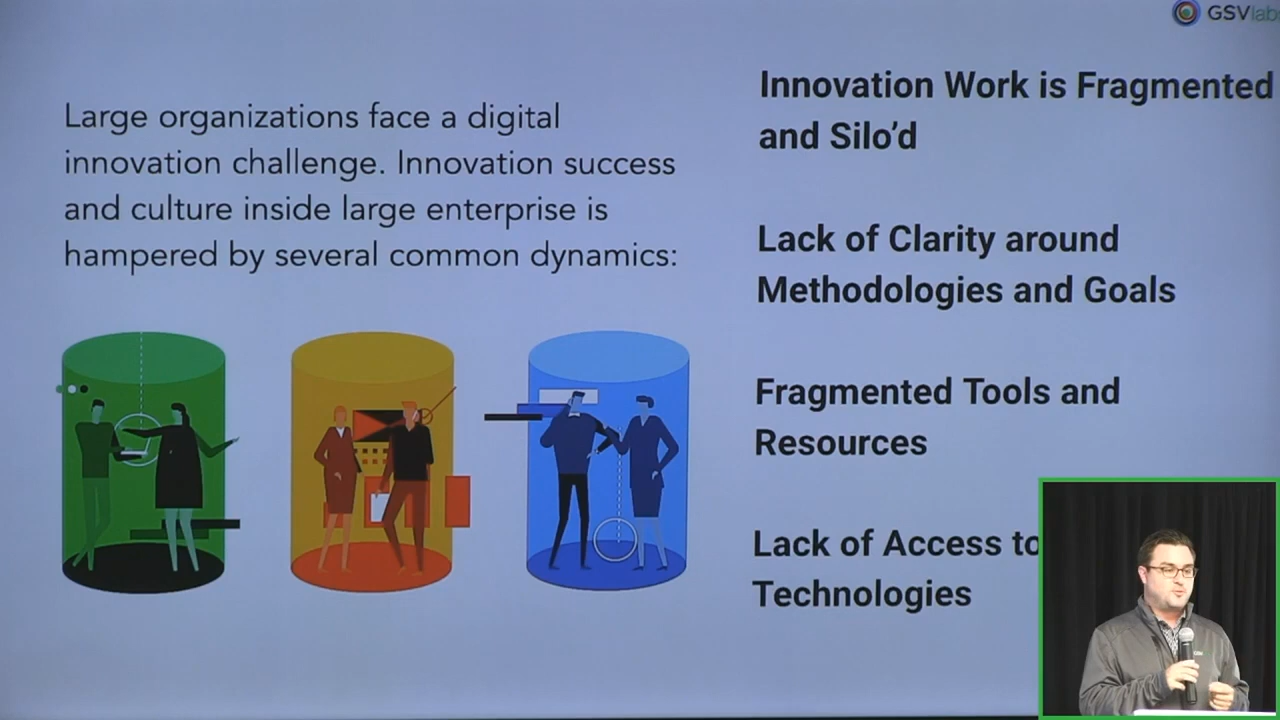 GSVlab
Large organizations face a digital
innovation challenge. Innovation success
and culture inside large enterprise is
hampered by several common dynamics:
Innovation Work is Fragmented
and Silo'd
Lack of Clarity around
Methodologies and Goals
Fragmented Tools and
Resources
Lack of Access to
Technologies